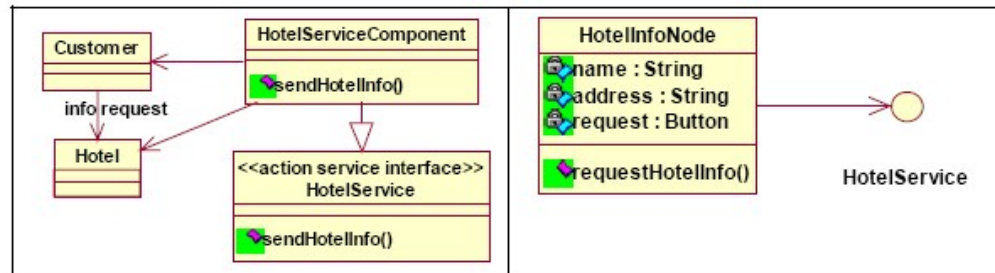 Customer
info request
Hotel
HotelServiceComponent
sendHotelInfo()
<<action service interface>>
HotelService
sendHotelInfo()
HotelInfoNode
name : String
address : String
request : Button
requestHotelInfo()
HotelService